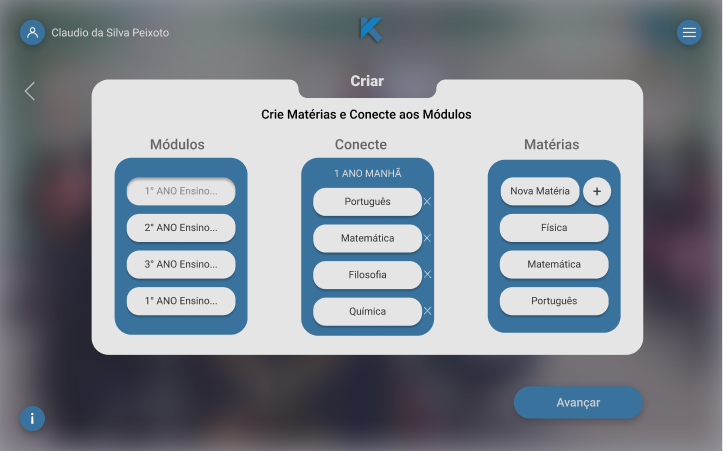 Claudio da Silva Peixoto
Criar
Crie Matérias e Conecte aos Módulos
Módulos
1° ANO Ensino...
2° ANO Ensino...
3° ANO Ensino...
1° ANO Ensino...
Conecte
1 ANO MANHÃ
Português
Matemática
Filosofia
Química
Matérias
Nova Matéria +
Física
Matemática
Português
Avançar
i